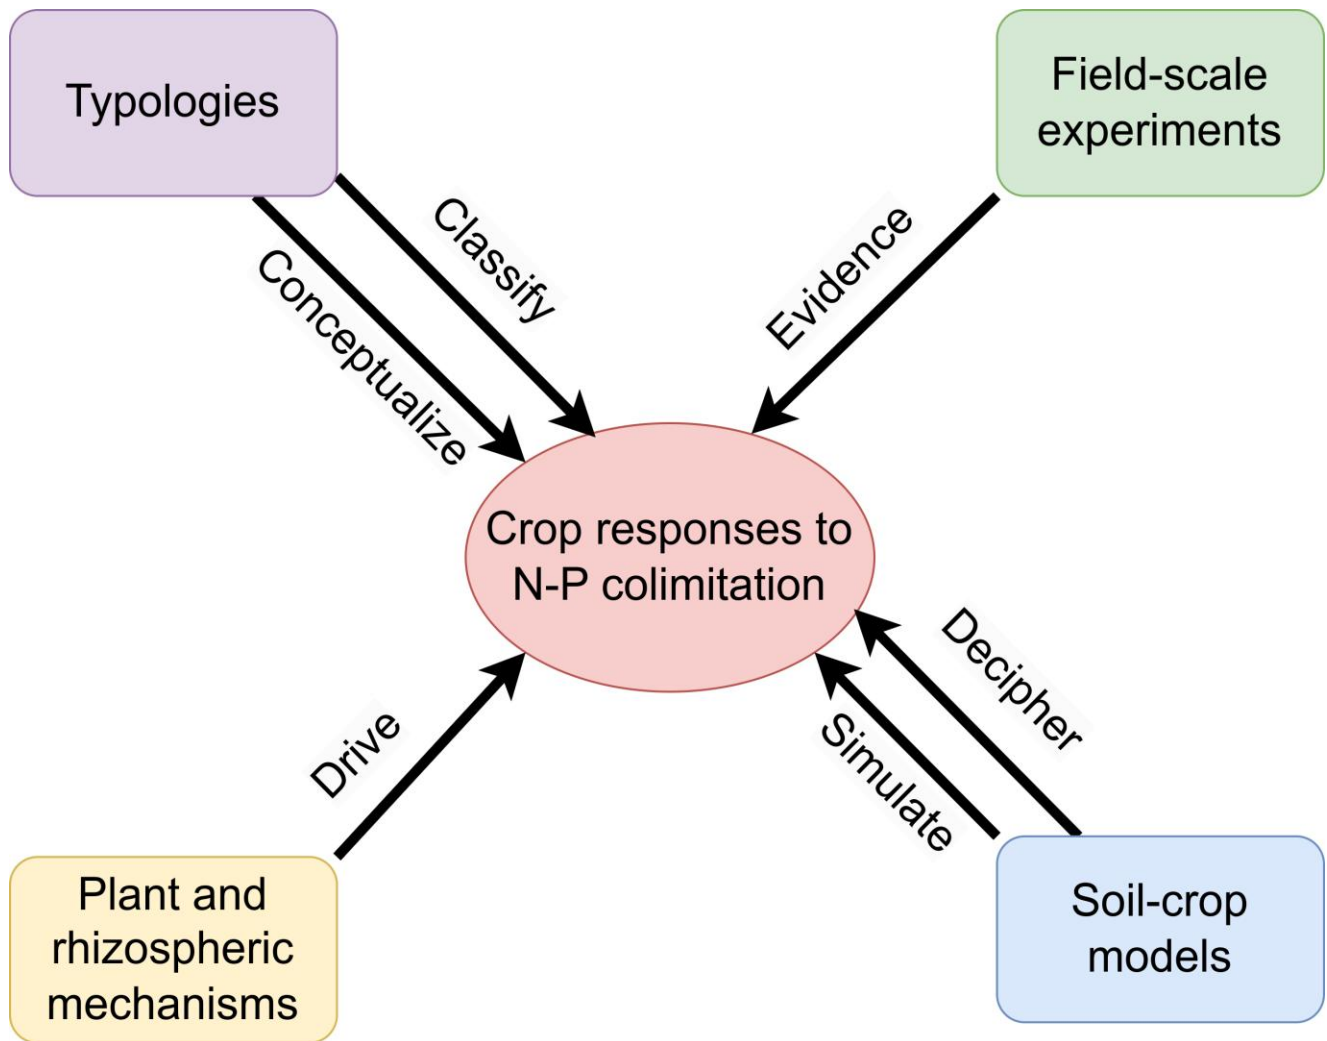 Typologies
Field-scale
experiments
Classify
Conceptualize
Evidence
Crop responses to
N-P colimitation
Drive
Decipher
Simulate
Plant and
rhizospheric
mechanisms
Soil-crop
models